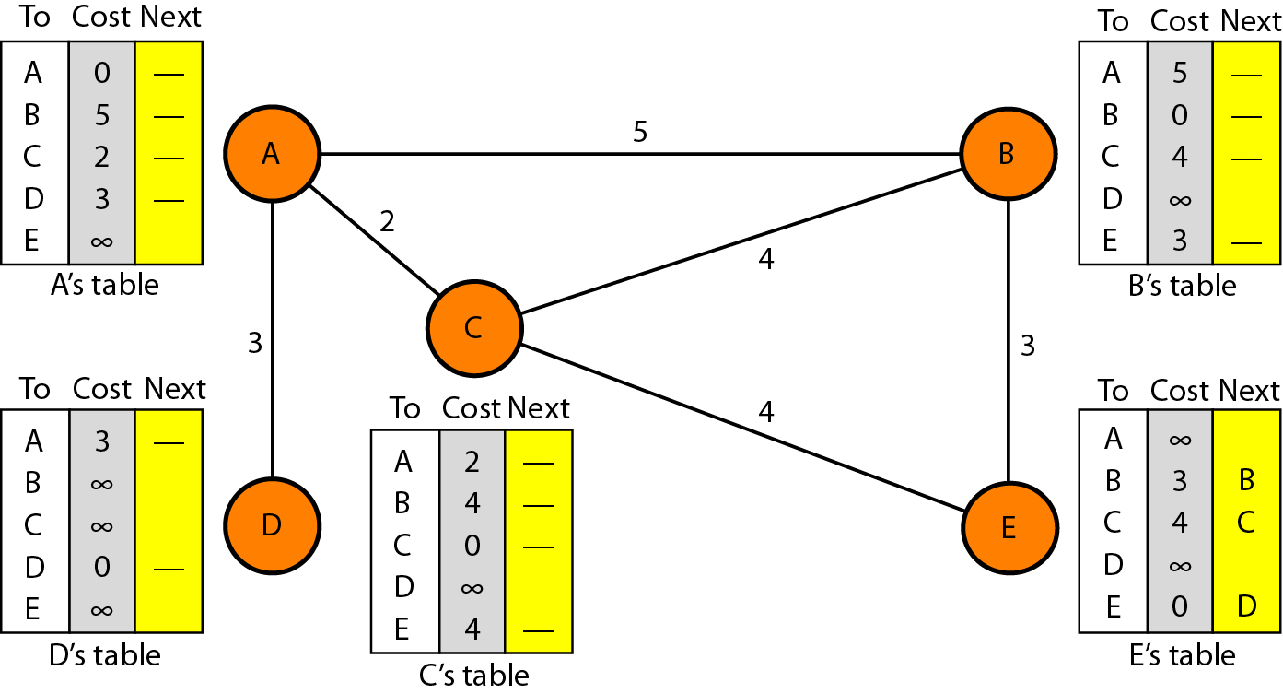 To Cost Next
A 0 —
B 5 —
C 2 —
D 3 —
E ∞
A's table
To Cost Next
A 5 —
B 0 —
C 4 —
D ∞
E 3 —
B's table
A
5
B
2
4
C
3
3
4
D
E
To Cost Next
A 3 —
B ∞
C ∞
D 0 —
E ∞
D's table
To Cost Next
A 2 —
B 4 —
C 0 —
D ∞
E 4 —
C's table
To Cost Next
A ∞
B 3 B
C 4 C
D ∞
E 0 D
E's table